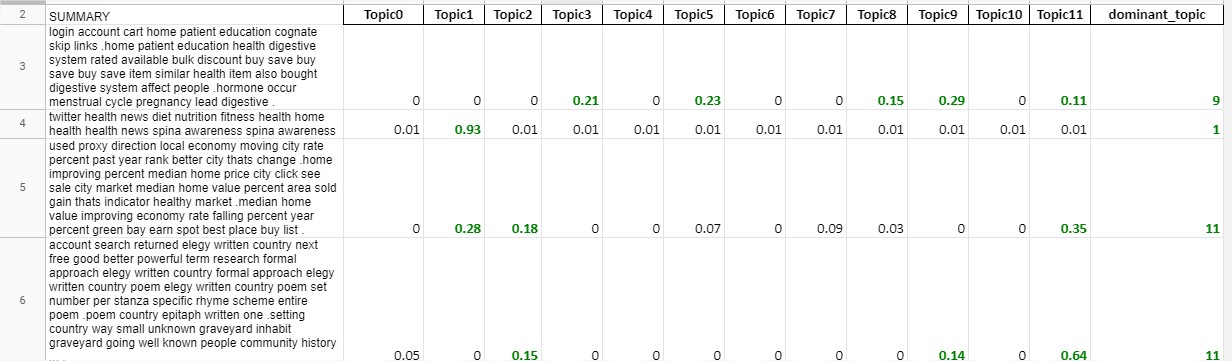 2 SUMMARY Topic0 Topic1 Topic2 Topic3 Topic4 Topic5 Topic6 Topic7 Topic8 Topic9 Topic10 Topic11 dominant_topic
login account cart home patient education cognate
skip links .home patient education health digestive
system rated available bulk discount buy save buy
3 save buy save item similar health item also bought
digestive system affect people .hormone occur
menstrual cycle pregnancy lead digestive . 0 0 0 0.21 0 0.23 0 0 0.15 0.29 0 0.11 9
twitter health news diet nutrition fitness health home
4 health health news spina awareness spina awareness 0.01 0.93 0.01 0.01 0.01 0.01 0.01 0.01 0.01 0.01 0.01 0.01 1
used proxy direction local economy moving city rate
percent past year rank better city thats change .home
improving percent median home price city click see
5 sale city market median home value percent area sold
gain thats indicator healthy market .median home
value improving economy rate falling percent year
percent green bay earn spot best place buy list . 0 0.28 0.18 0 0 0.07 0 0.09 0.03 0 0 0.35 11
account search returned elegy written country next
free good better powerful term research formal
approach elegy written country formal approach elegy
written country poem elegy written country poem set
6 number per stanza specific rhyme scheme entire
poem .poem country epitaph written one .setting
country way small unknown graveyard inhabit
graveyard going well known people community history
0.05 0 0.15 0 0 0 0 0 0 0.14 0 0.64 11